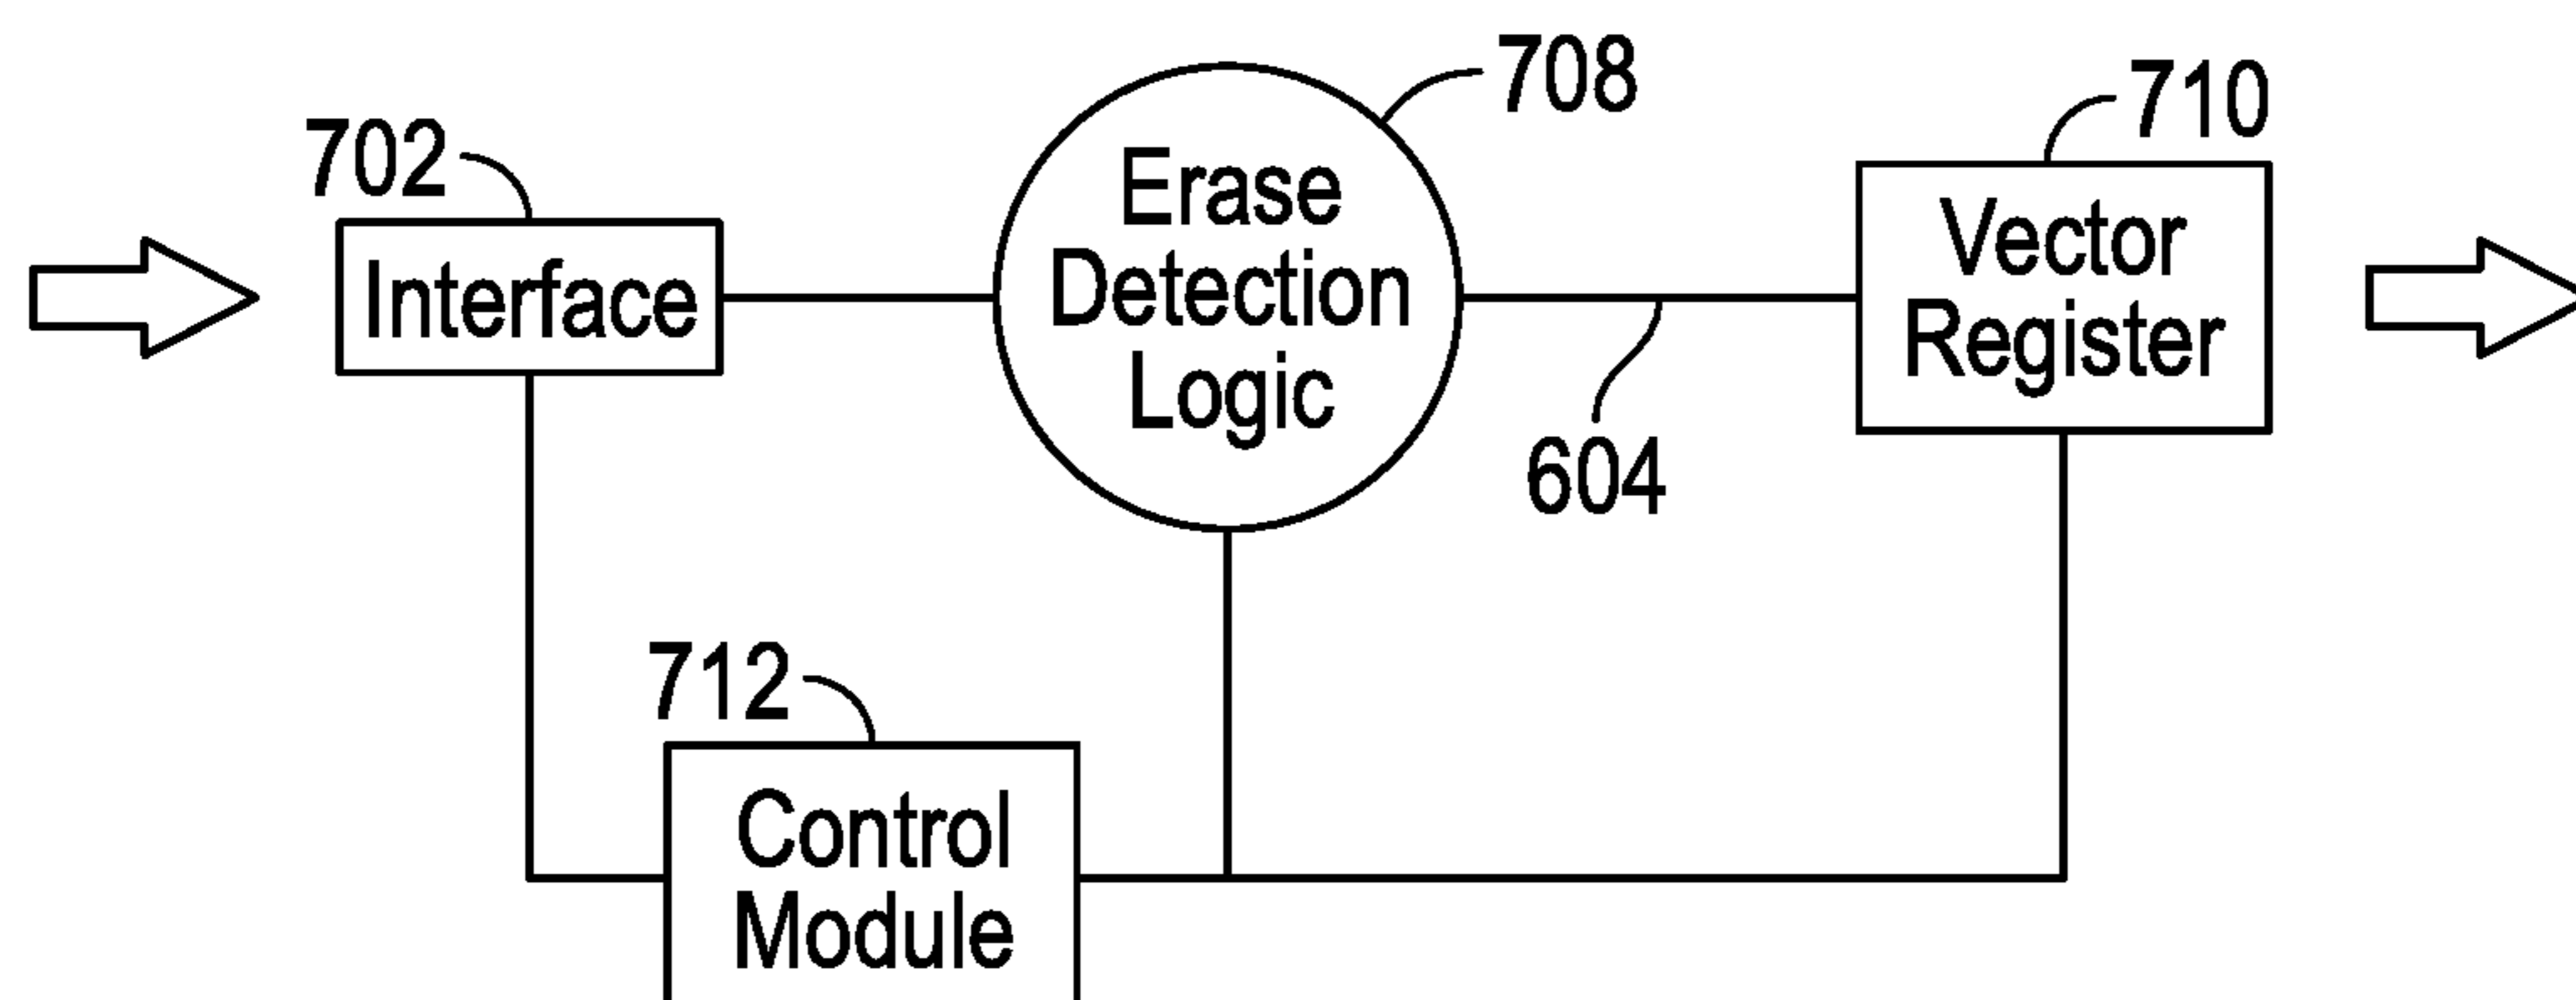 708
710
702
Erase
Detection
Logic
Vector
Register
Interface
604
712
Control
Module